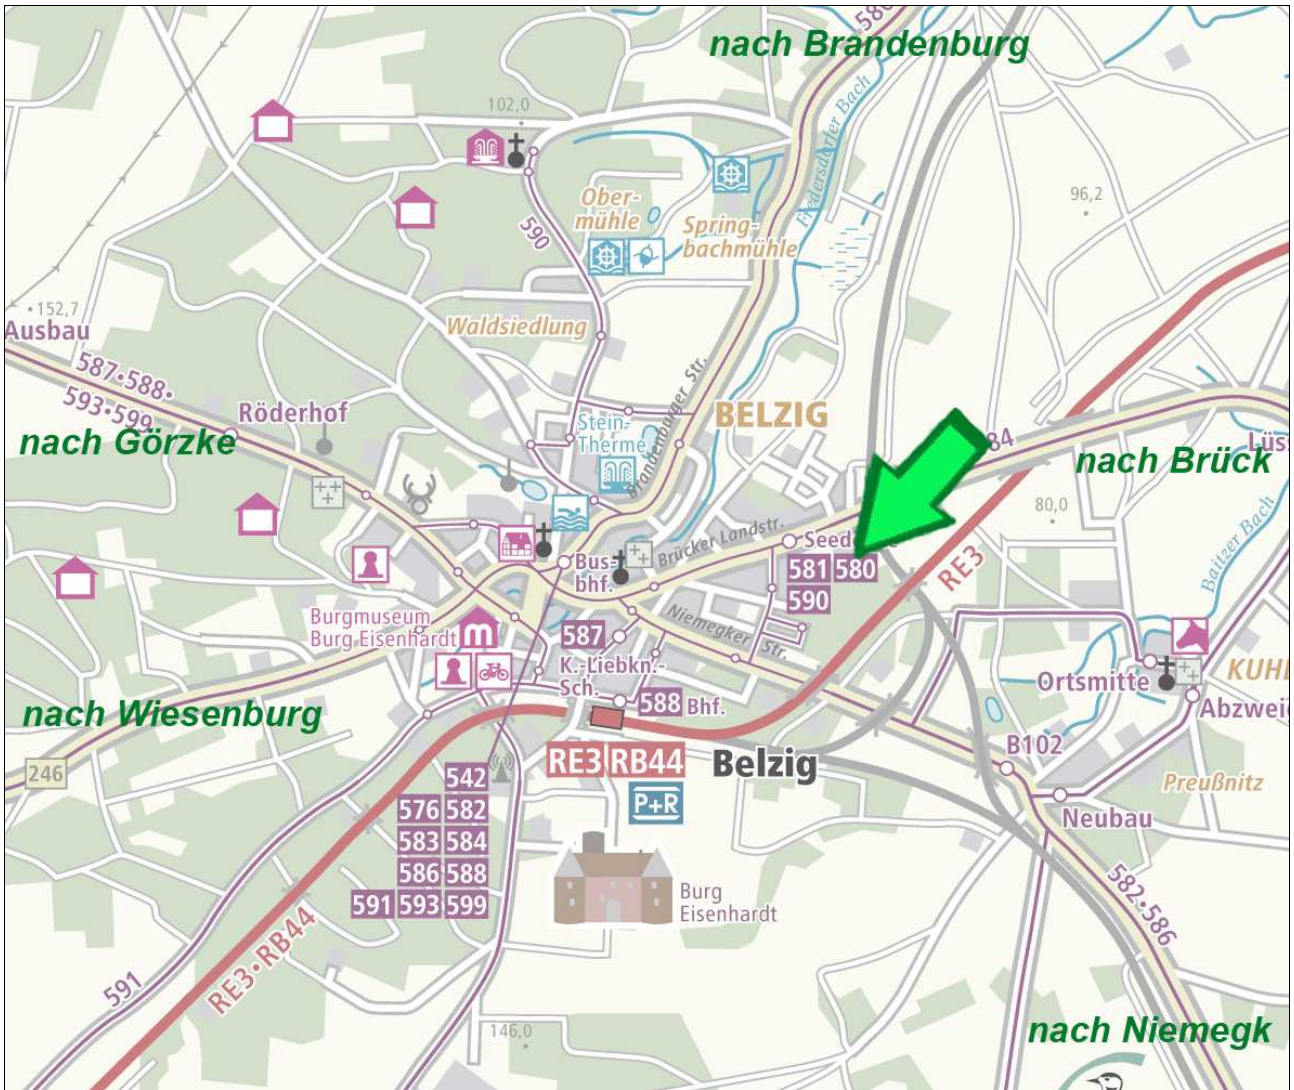 nach Brandenburg
580
102,0
Fredersdorfer Bach
96,2
Ober-
mühle
590
Spring-
bachmühle
152,7
Ausbau
Waldsiedlung
587•588•
593•599
Röderhof
nach Görzke
Stein-
Therme
Brandenburger Str.
BELZIG
84
nach Brück
Lüs
80,0
Brücker Landstr.
Seed
581 580
590
RE3
Baitzer Bach
Bus-
bhf.
Burgmuseum
Burg Eisenhardt
587
Niemegker Str.
K.-Liebkn.-
Sch.
588 Bhf.
Ortsmitte
KUH
Abzwei
nach Wiesenburg
246
RE3 RB44
Belzig
P+R
B102
Preußnitz
Neubau
542
576 582
583 584
586 588
591 593 599
Burg
Eisenhardt
582•586
591
RE3•RB44
146,0
nach Niemegk